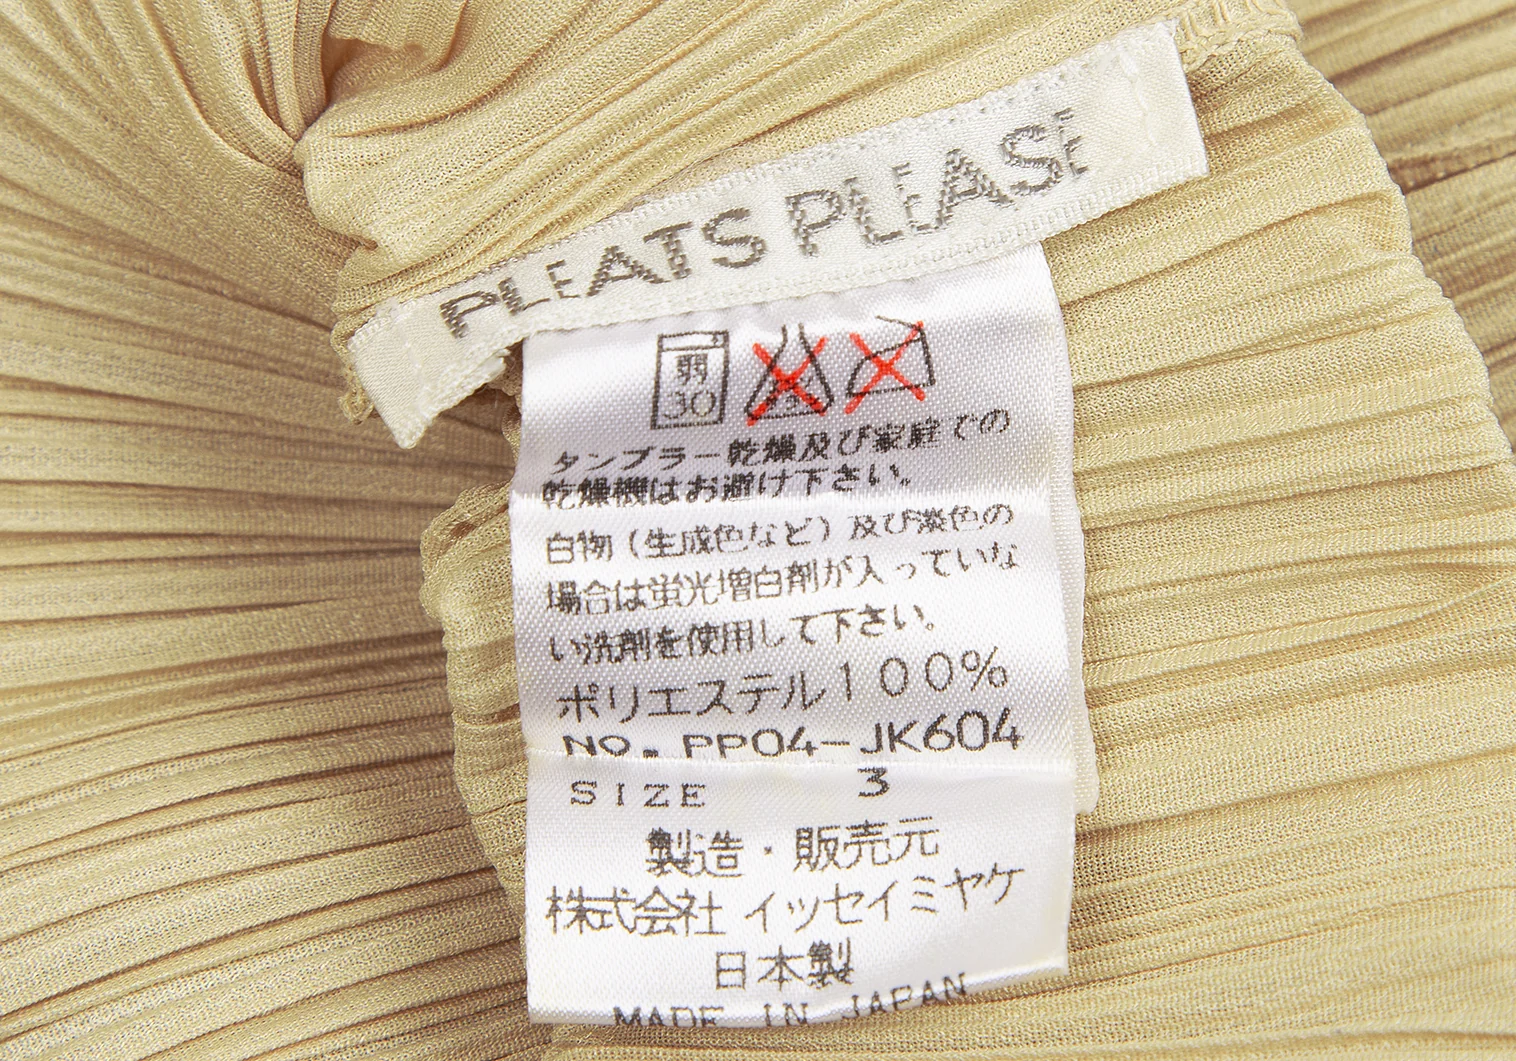 PLEATS PLEASE
弱
30
タンブラー乾燥及び家庭での
乾燥機はお避け下さい。
白物（生成色など）及び淡色の
場合は蛍光増白剤が入っていな
い洗剤を使用して下さい。
ポリエステル100%
NO. PP04-JK604
SIZE 3
製造・販売元
株式会社 イッセイミヤケ
日本製
MADE IN JAPAN